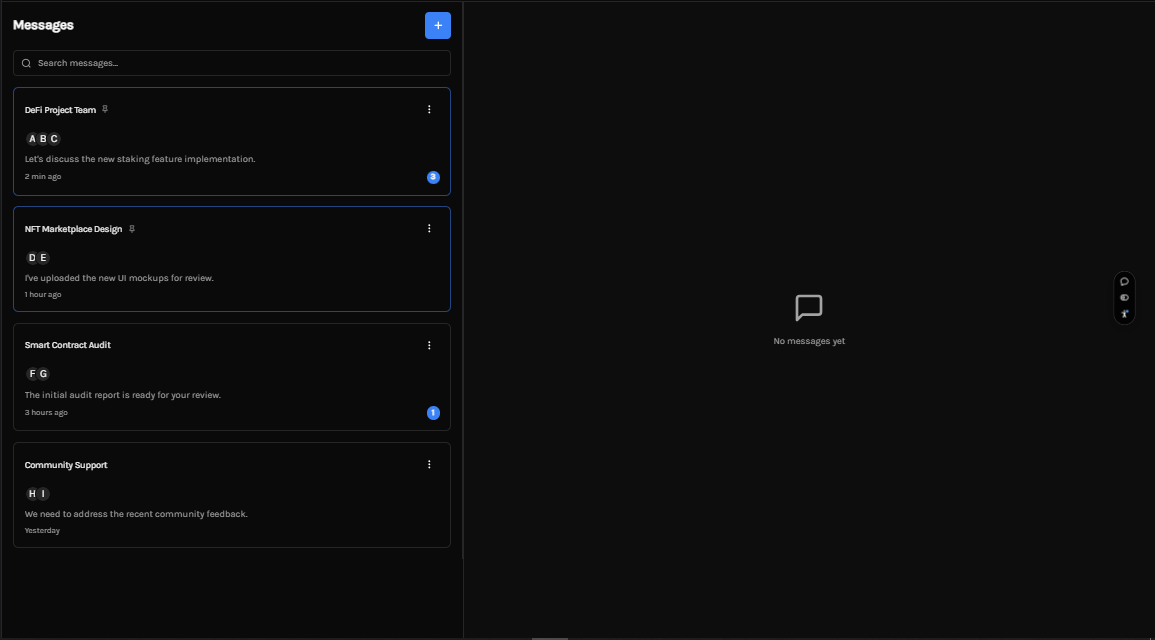 Messages
+
Search messages...
DeFi Project Team
A B C
Let's discuss the new staking feature implementation.
2 min ago
3
NFT Marketplace Design
D E
I've uploaded the new UI mockups for review.
1 hour ago
Smart Contract Audit
F G
The initial audit report is ready for your review.
3 hours ago
1
Community Support
H I
We need to address the recent community feedback.
Yesterday
No messages yet